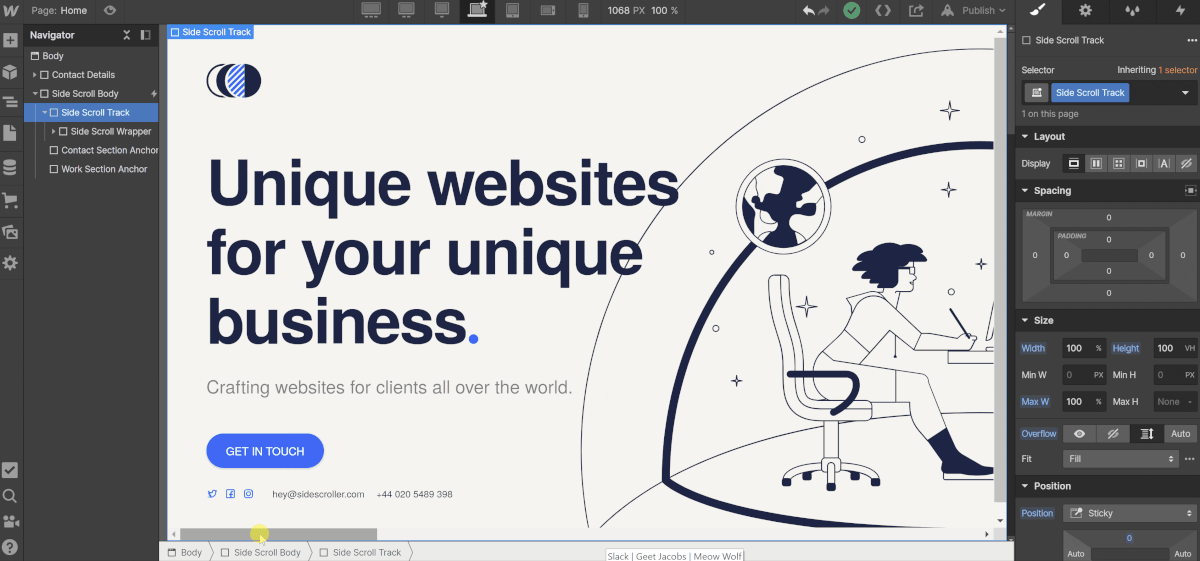 Page: Home
1068 PX 100 %
Publish
Navigator
Body
Contact Details
Side Scroll Body
Side Scroll Track
Side Scroll Wrapper
Contact Section Anchor
Work Section Anchor
Side Scroll Track
Unique websites
for your unique
business.
Crafting websites for clients all over the world.
GET IN TOUCH
hey@sidescroller.com +44 020 5489 398
Body Side Scroll Body Side Scroll Track
Slack | Geet Jacobs | Meow Wolf
Side Scroll Track
Selector Inheriting 1 selector
Side Scroll Track
1 on this page
Layout
Display
Spacing
MARGIN
0
PADDING
0
0 0 0 0
0
0
Size
Width 100 % Height 100 VH
Min W 0 PX Min H 0 PX
Max W 100 % Max H None -
Overflow Auto
Fit Fill
Position
Position Sticky
0
Auto Auto